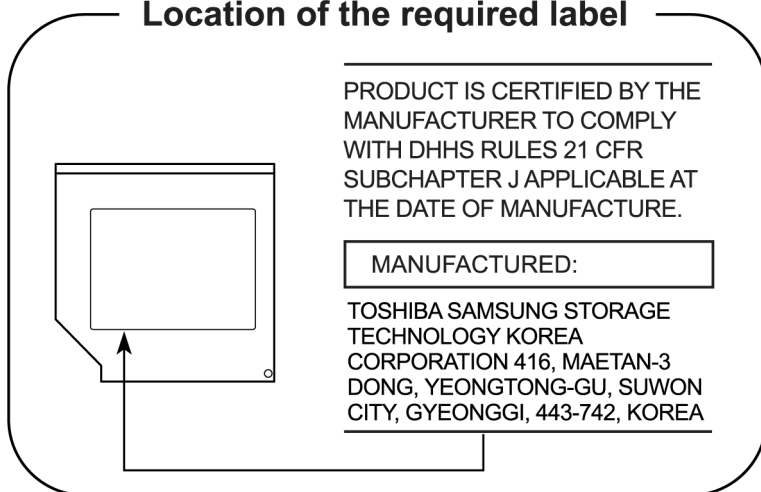 Location of the required label
PRODUCT IS CERTIFIED BY THE
MANUFACTURER TO COMPLY
WITH DHHS RULES 21 CFR
SUBCHAPTER J APPLICABLE AT
THE DATE OF MANUFACTURE.
MANUFACTURED:
TOSHIBA SAMSUNG STORAGE
TECHNOLOGY KOREA
CORPORATION 416, MAETAN-3
DONG, YEONGTONG-GU, SUWON
CITY, GYEONGGI, 443-742, KOREA